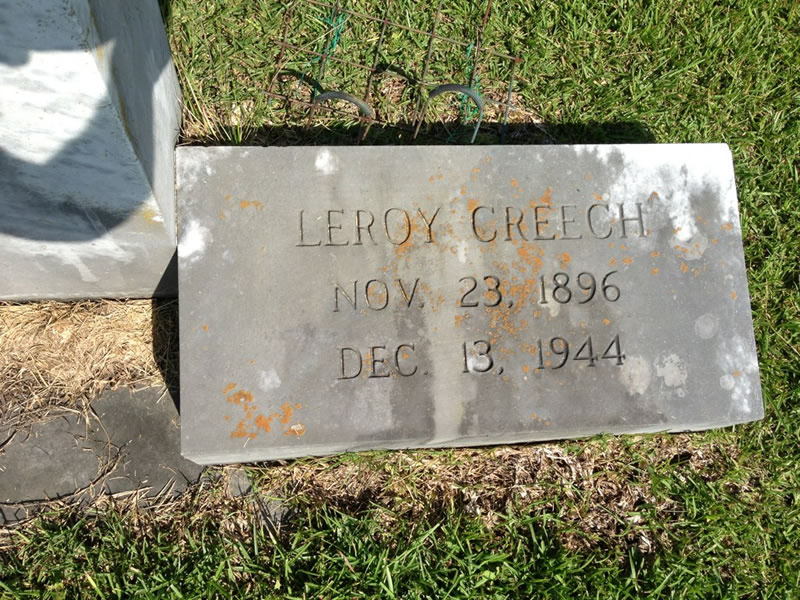 LEROY CREECH
NOV. 23, 1896
DEC. 13, 1944